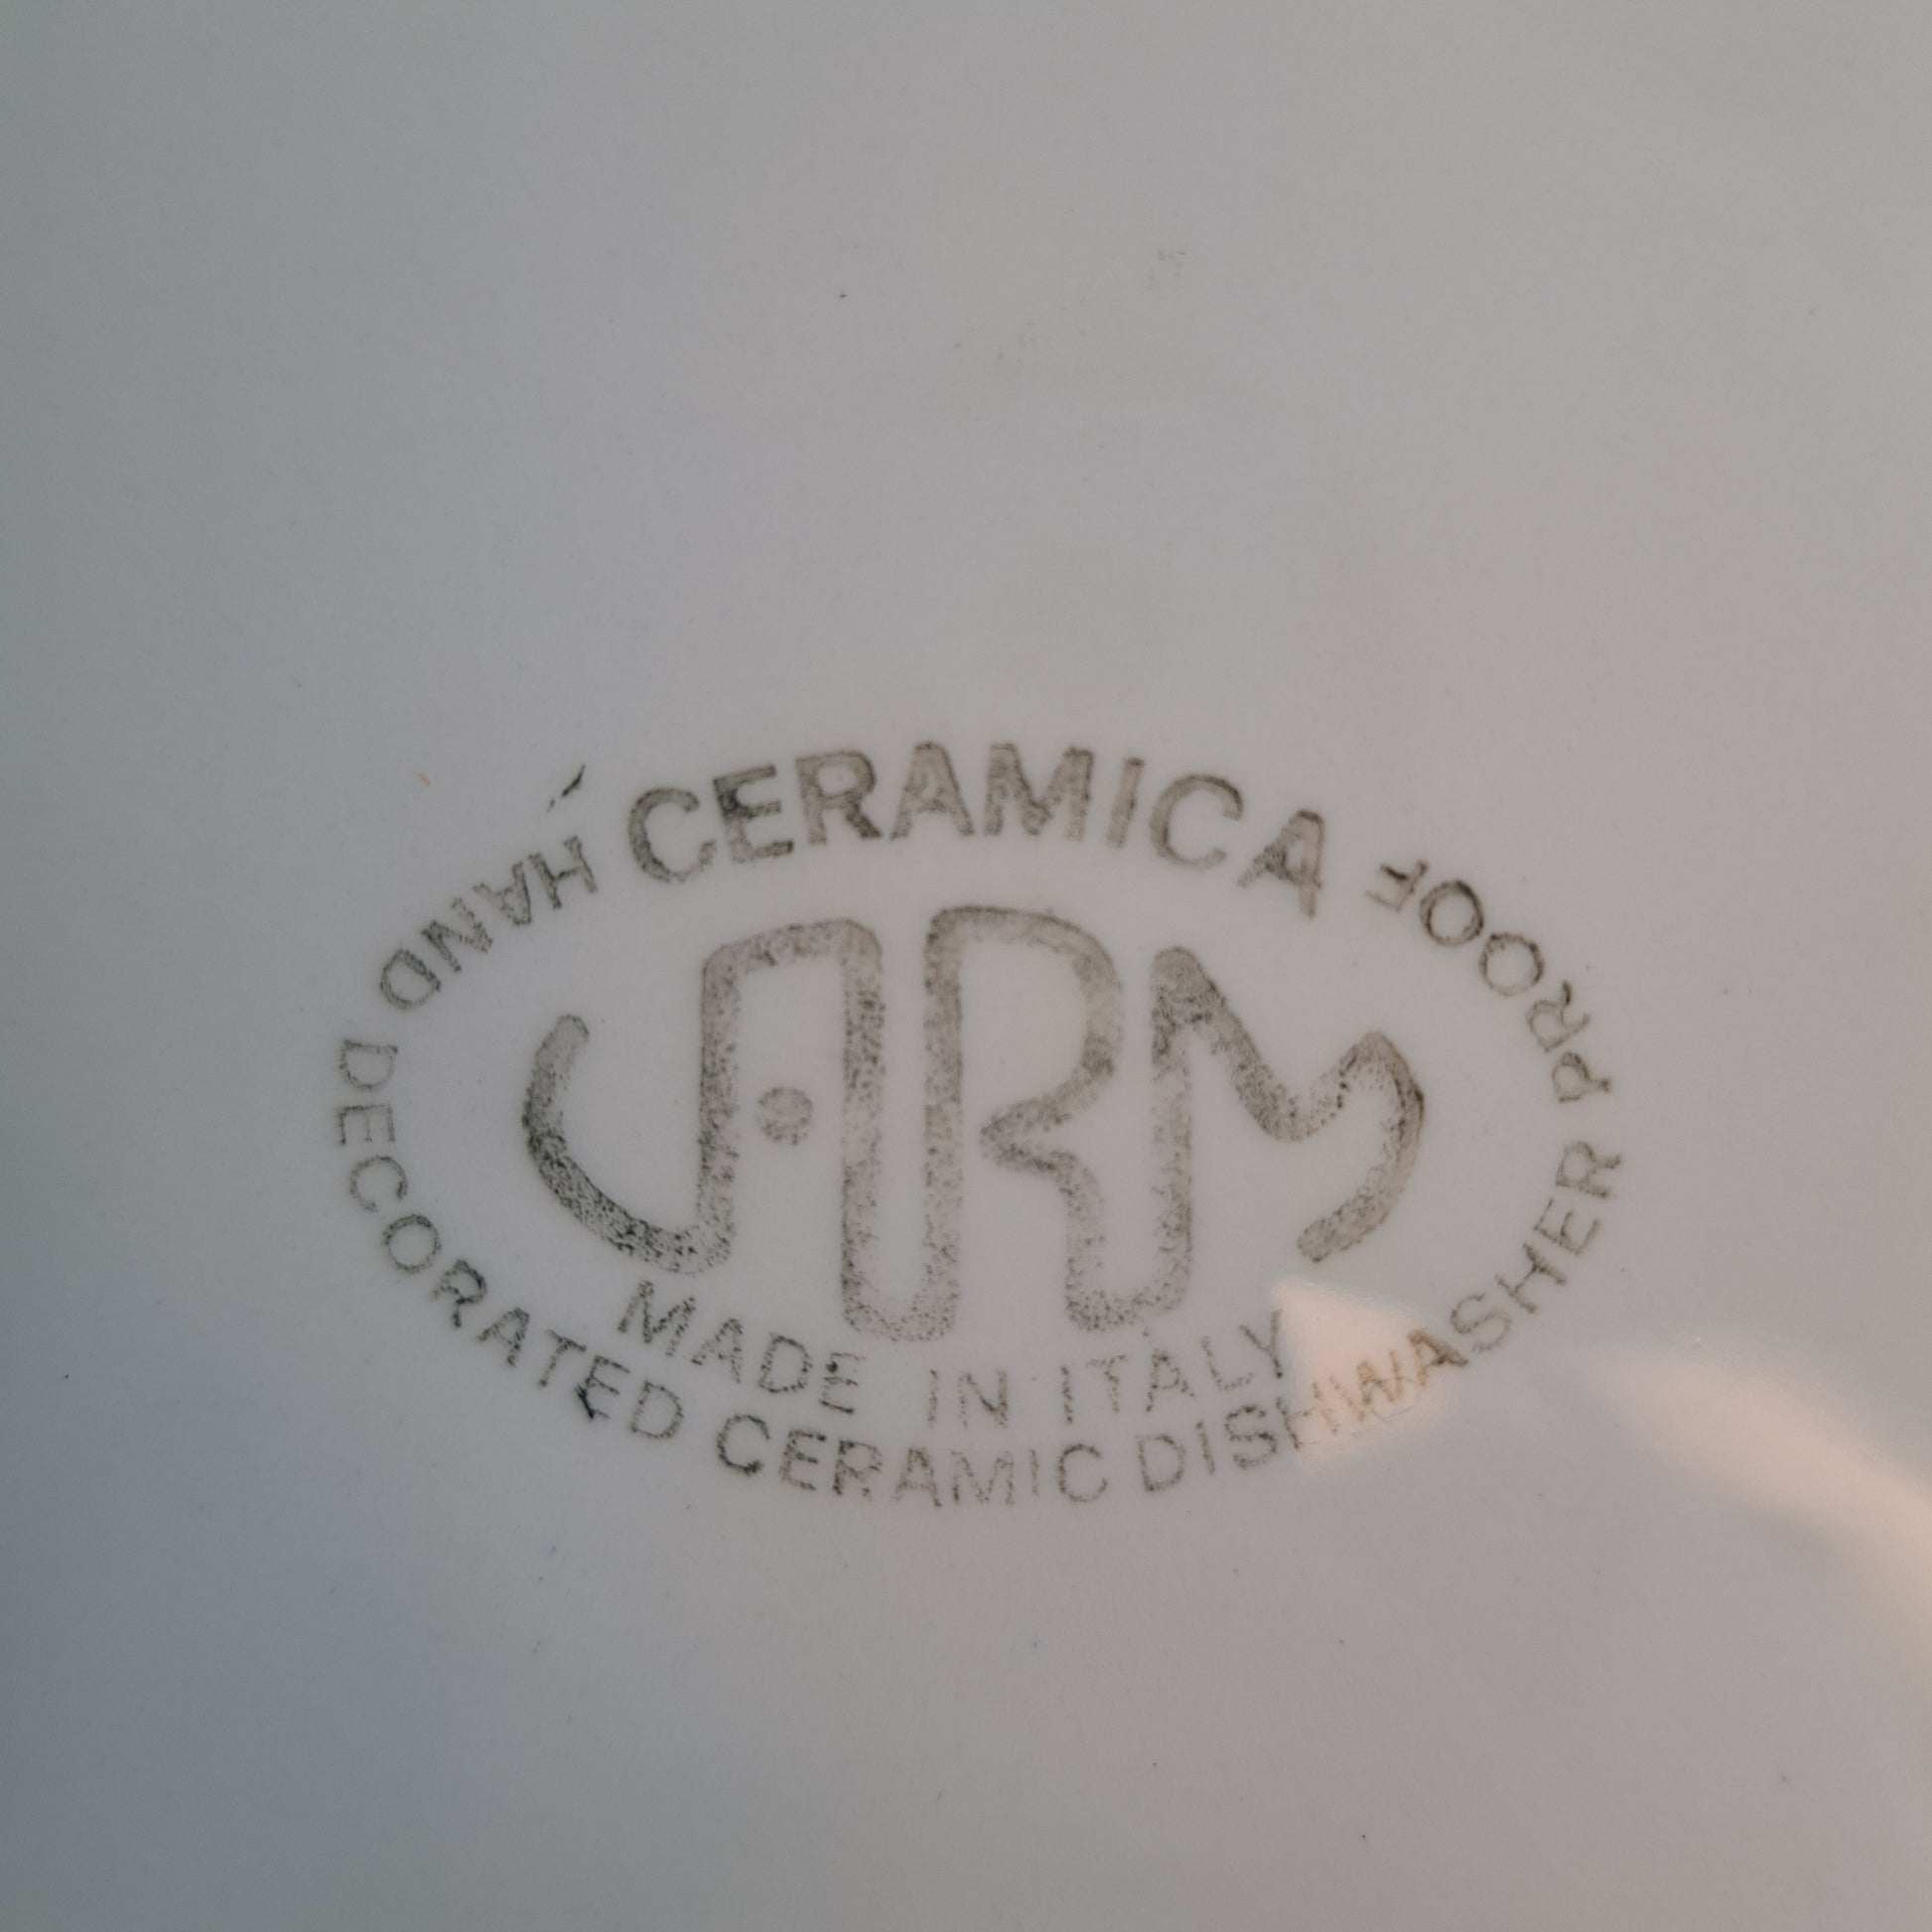 CERAMICA
ARM
MADE IN ITALY
HAND DECORATED CERAMIC DISHWASHER PROOF